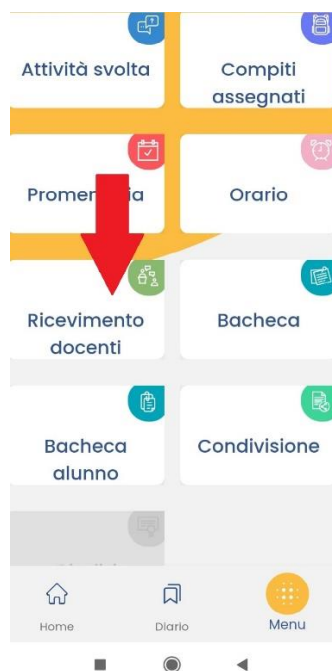 Attività svolta
Compiti
assegnati
Orario
Ricevimento
docenti
Bacheca
Bacheca
alunno
Condivisione
Home
Diario
Menu